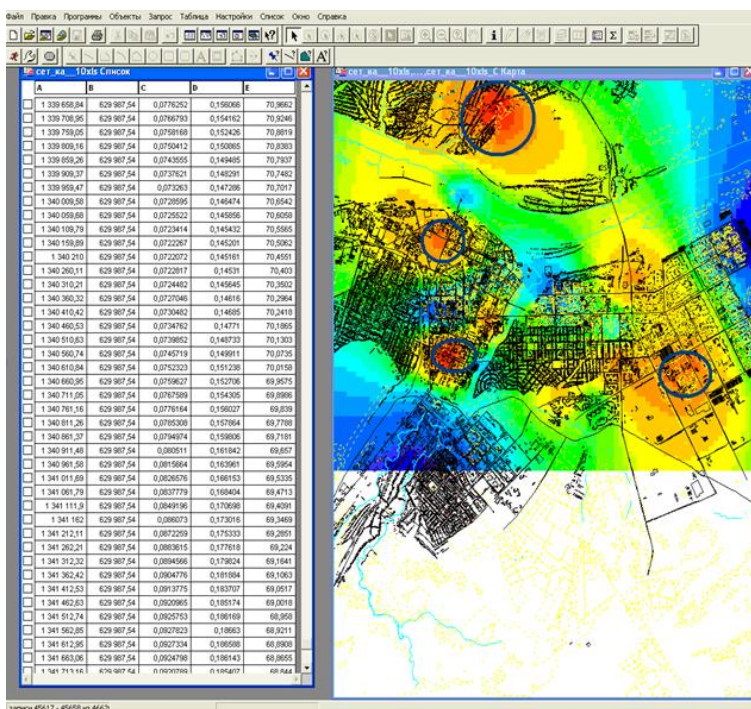 Файл Правка Программы Объекты Запрос Таблица Настройки Список Окно Справка
сет_ка__10xls Список
сет_ка__10xls,...,сет_ка__10xls_C Карта
A B C D E
1 339 658,84 629 987,54 0,0776252 0,156066 70,9662
1 339 708,95 629 987,54 0,0766793 0,154162 70,9246
1 339 759,05 629 987,54 0,0758168 0,152426 70,8819
1 339 809,16 629 987,54 0,0750412 0,150865 70,8383
1 339 859,26 629 987,54 0,0743555 0,149485 70,7937
1 339 909,37 629 987,54 0,0737621 0,148291 70,7482
1 339 959,47 629 987,54 0,073263 0,147286 70,7017
1 340 009,58 629 987,54 0,0728595 0,146474 70,6542
1 340 059,68 629 987,54 0,0725522 0,145856 70,6058
1 340 109,79 629 987,54 0,0723414 0,145432 70,5565
1 340 159,89 629 987,54 0,0722267 0,145201 70,5062
1 340 210 629 987,54 0,0722072 0,145161 70,4551
1 340 260,11 629 987,54 0,0722817 0,14531 70,403
1 340 310,21 629 987,54 0,0724482 0,145645 70,3502
1 340 360,32 629 987,54 0,0727046 0,14616 70,2964
1 340 410,42 629 987,54 0,0730482 0,14685 70,2418
1 340 460,53 629 987,54 0,0734762 0,14771 70,1865
1 340 510,63 629 987,54 0,0739852 0,148733 70,1303
1 340 560,74 629 987,54 0,0745719 0,149911 70,0735
1 340 610,84 629 987,54 0,0752323 0,151238 70,0158
1 340 660,95 629 987,54 0,0759627 0,152706 69,9575
1 340 711,05 629 987,54 0,0767589 0,154305 69,8986
1 340 761,16 629 987,54 0,0776164 0,156027 69,839
1 340 811,26 629 987,54 0,0785308 0,157864 69,7788
1 340 861,37 629 987,54 0,0794974 0,159806 69,7181
1 340 911,48 629 987,54 0,080511 0,161842 69,657
1 340 961,58 629 987,54 0,0815664 0,163961 69,5954
1 341 011,69 629 987,54 0,0826576 0,166153 69,5335
1 341 061,79 629 987,54 0,0837779 0,168404 69,4713
1 341 111,9 629 987,54 0,0849196 0,170698 69,4091
1 341 162 629 987,54 0,086073 0,173016 69,3469
1 341 212,11 629 987,54 0,0872259 0,175333 69,2851
1 341 262,21 629 987,54 0,0883615 0,177618 69,224
1 341 312,32 629 987,54 0,0894566 0,179824 69,1641
1 341 362,42 629 987,54 0,0904776 0,181884 69,1063
1 341 412,53 629 987,54 0,0913775 0,183707 69,0517
1 341 462,63 629 987,54 0,0920965 0,185174 69,0018
1 341 512,74 629 987,54 0,0925753 0,186169 68,958
1 341 562,85 629 987,54 0,0927823 0,18663 68,9211
1 341 612,95 629 987,54 0,0927334 0,186588 68,8908
1 341 663,06 629 987,54 0,0924798 0,186143 68,8655
1 341 713,16 629 987,54 0,0920789 0,185407 68,844